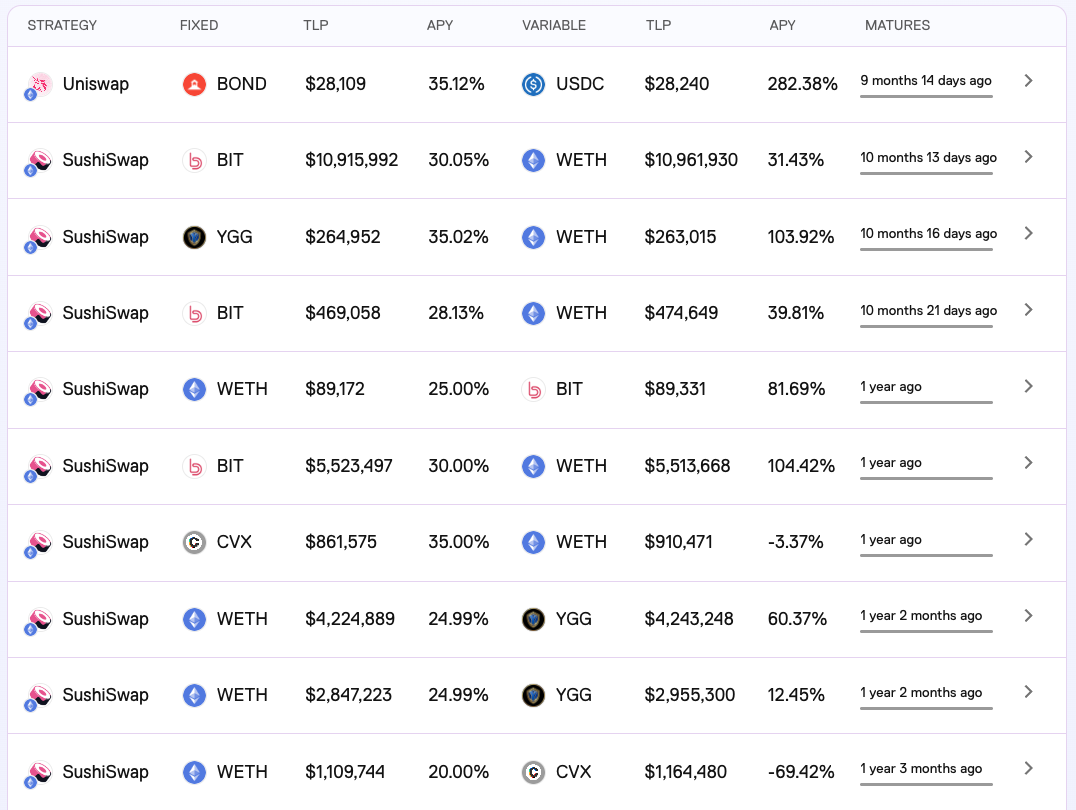 STRATEGY FIXED TLP APY VARIABLE TLP APY MATURES
Uniswap BOND $28,109 35.12% USDC $28,240 282.38% 9 months 14 days ago
SushiSwap BIT $10,915,992 30.05% WETH $10,961,930 31.43% 10 months 13 days ago
SushiSwap YGG $264,952 35.02% WETH $263,015 103.92% 10 months 16 days ago
SushiSwap BIT $469,058 28.13% WETH $474,649 39.81% 10 months 21 days ago
SushiSwap WETH $89,172 25.00% BIT $89,331 81.69% 1 year ago
SushiSwap BIT $5,523,497 30.00% WETH $5,513,668 104.42% 1 year ago
SushiSwap CVX $861,575 35.00% WETH $910,471 -3.37% 1 year ago
SushiSwap WETH $4,224,889 24.99% YGG $4,243,248 60.37% 1 year 2 months ago
SushiSwap WETH $2,847,223 24.99% YGG $2,955,300 12.45% 1 year 2 months ago
SushiSwap WETH $1,109,744 20.00% CVX $1,164,480 -69.42% 1 year 3 months ago